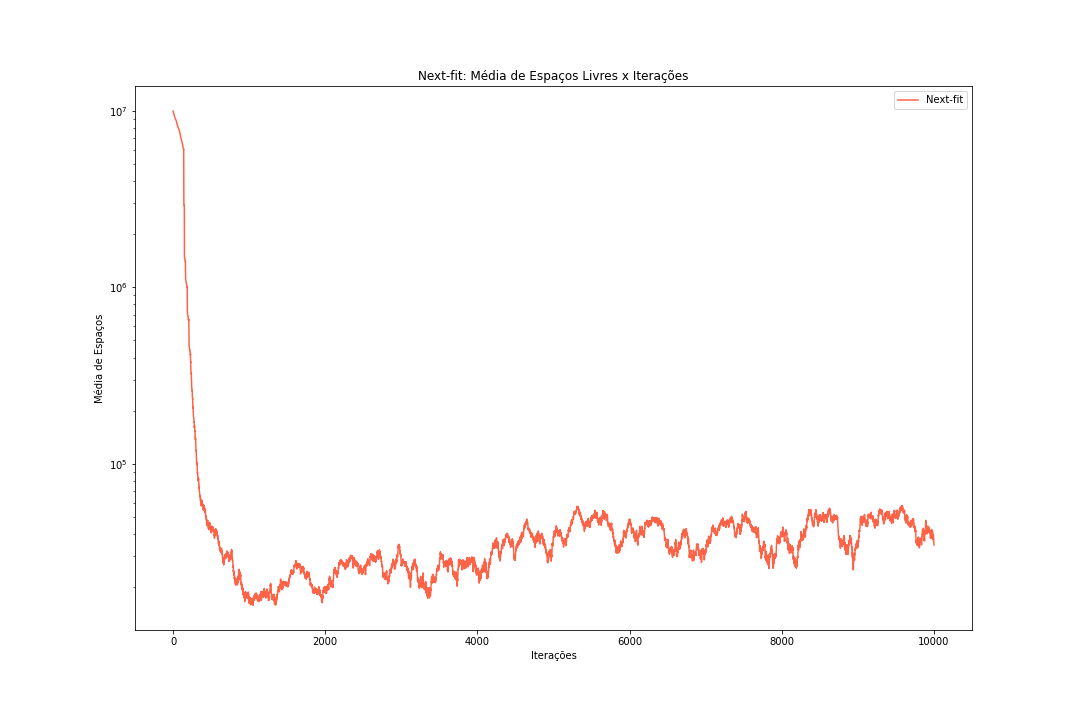 Next-fit: Média de Espaços Livres x Iterações
Next-fit
10⁷
10⁶
10⁵
Média de Espaços
0 2000 4000 6000 8000 10000
Iterações